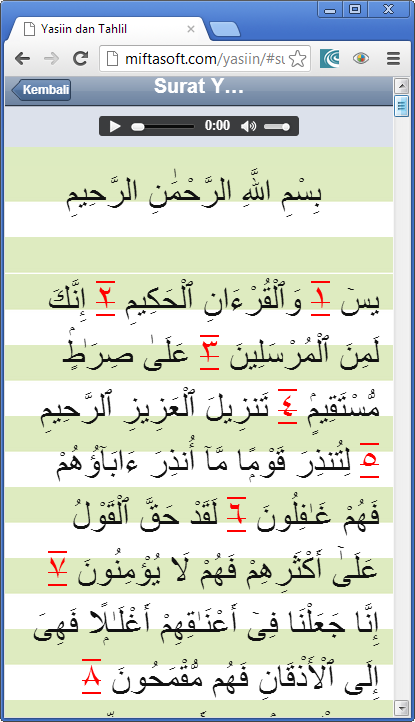 Yasiin dan Tahlil
miftasoft.com/yasiin/#su
Kembali
Surat Y...
0:00
بِسْمِ اللَّهِ الرَّحْمَٰنِ الرَّحِيمِ
يسٓ ١ وَٱلْقُرْءَانِ ٱلْحَكِيمِ ٢ إِنَّكَ
لَمِنَ ٱلْمُرْسَلِينَ ٣ عَلَىٰ صِرَٰطٍۢ
مُّسْتَقِيمٍۢ ٤ تَنزِيلَ ٱلْعَزِيزِ ٱلرَّحِيمِ
٥ لِتُنذِرَ قَوْمًۭا مَّآ أُنذِرَ ءَابَآؤُهُمْ
فَهُمْ غَٰفِلُونَ ٦ لَقَدْ حَقَّ ٱلْقَوْلُ
عَلَىٰٓ أَكْثَرِهِمْ فَهُمْ لَا يُؤْمِنُونَ ٧
إِنَّا جَعَلْنَا فِىٓ أَعْنَٰقِهِمْ أَغْلَٰلًۭا فَهِىَ
إِلَى ٱلْأَذْقَانِ فَهُم مُّقْمَحُونَ ٨